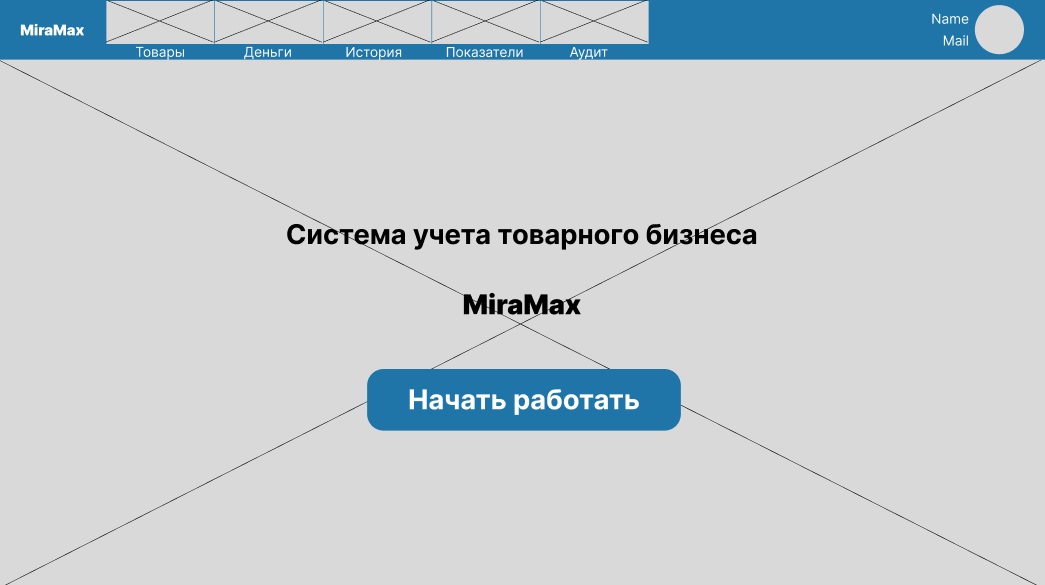 MiraMax
Товары
Деньги
История
Показатели
Аудит
Name
Mail
Система учета товарного бизнеса
MiraMax
Начать работать